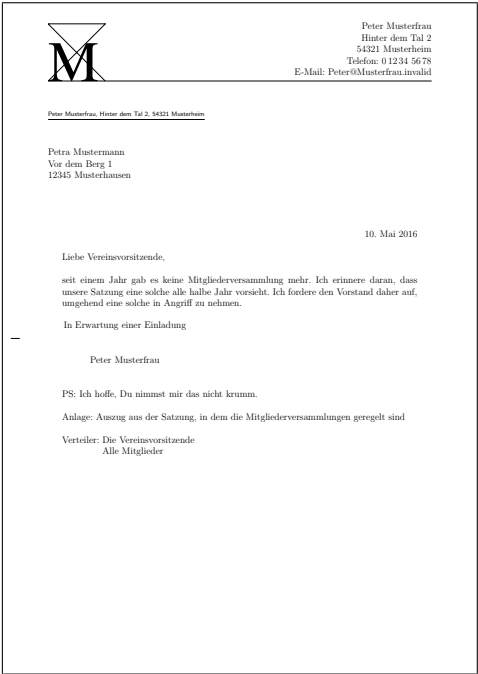 M
Peter Musterfrau
Hinter dem Tal 2
54321 Musterheim
Telefon: 0 12 34 56 78
E-Mail: Peter@Musterfrau.invalid
Peter Musterfrau, Hinter dem Tal 2, 54321 Musterheim
Petra Mustermann
Vor dem Berg 1
12345 Musterhausen
10. Mai 2016
Liebe Vereinsvorsitzende,
seit einem Jahr gab es keine Mitgliederversammlung mehr. Ich erinnere daran, dass
unsere Satzung eine solche alle halbe Jahr vorsieht. Ich fordere den Vorstand daher auf,
umgehend eine solche in Angriff zu nehmen.
In Erwartung einer Einladung
Peter Musterfrau
PS: Ich hoffe, Du nimmst mir das nicht krumm.
Anlage: Auszug aus der Satzung, in dem die Mitgliederversammlungen geregelt sind
Verteiler: Die Vereinsvorsitzende
Alle Mitglieder